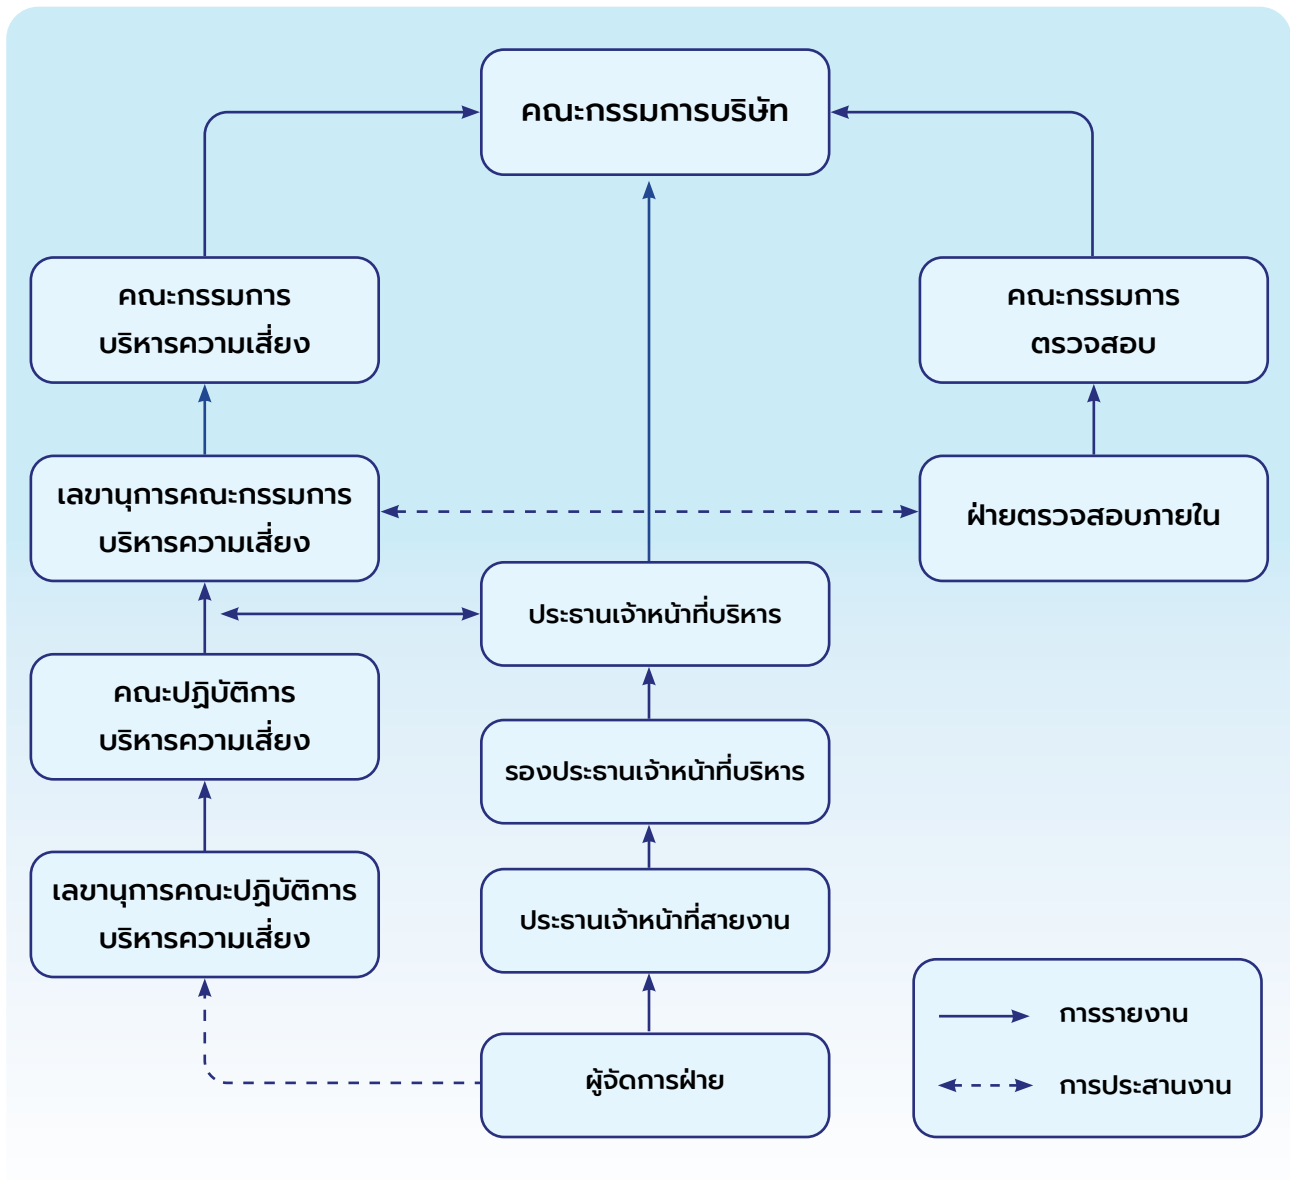 คณะกรรมการบริษัท
คณะกรรมการ
บริหารความเสี่ยง
คณะกรรมการ
ตรวจสอบ
เลขานุการคณะกรรมการ
บริหารความเสี่ยง
ฝ่ายตรวจสอบภายใน
ประธานเจ้าหน้าที่บริหาร
คณะปฏิบัติการ
บริหารความเสี่ยง
รองประธานเจ้าหน้าที่บริหาร
เลขานุการคณะปฏิบัติการ
บริหารความเสี่ยง
ประธานเจ้าหน้าที่สายงาน
ผู้จัดการฝ่าย
การรายงาน
การประสานงาน